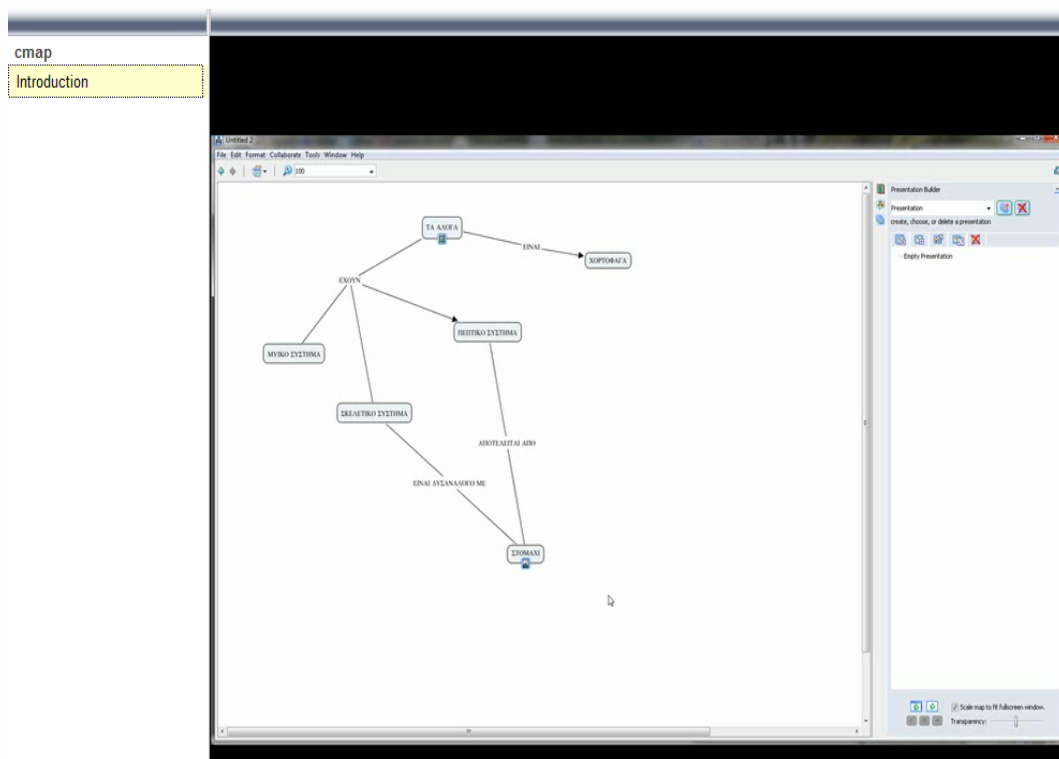 cmap
Introduction
Untitled 2
File Edit Format Collaborate Tools Window Help
100
Presentation Builder
Presentation
create, choose, or delete a presentation
Empty Presentation
ΤΑ ΑΛΟΓΑ
ΕΙΝΑΙ
ΧΟΡΤΟΦΑΓΑ
ΕΧΟΥΝ
ΠΕΠΤΙΚΟ ΣΥΣΤΗΜΑ
ΜΥΙΚΟ ΣΥΣΤΗΜΑ
ΣΚΕΛΕΤΙΚΟ ΣΥΣΤΗΜΑ
ΑΠΟΤΕΛΕΙΤΑΙ ΑΠΟ
ΕΙΝΑΙ ΔΥΣΑΝΑΛΟΓΟ ΜΕ
ΣΤΟΜΑΧΙ
Scale map to fit fullscreen window.
Transparency: